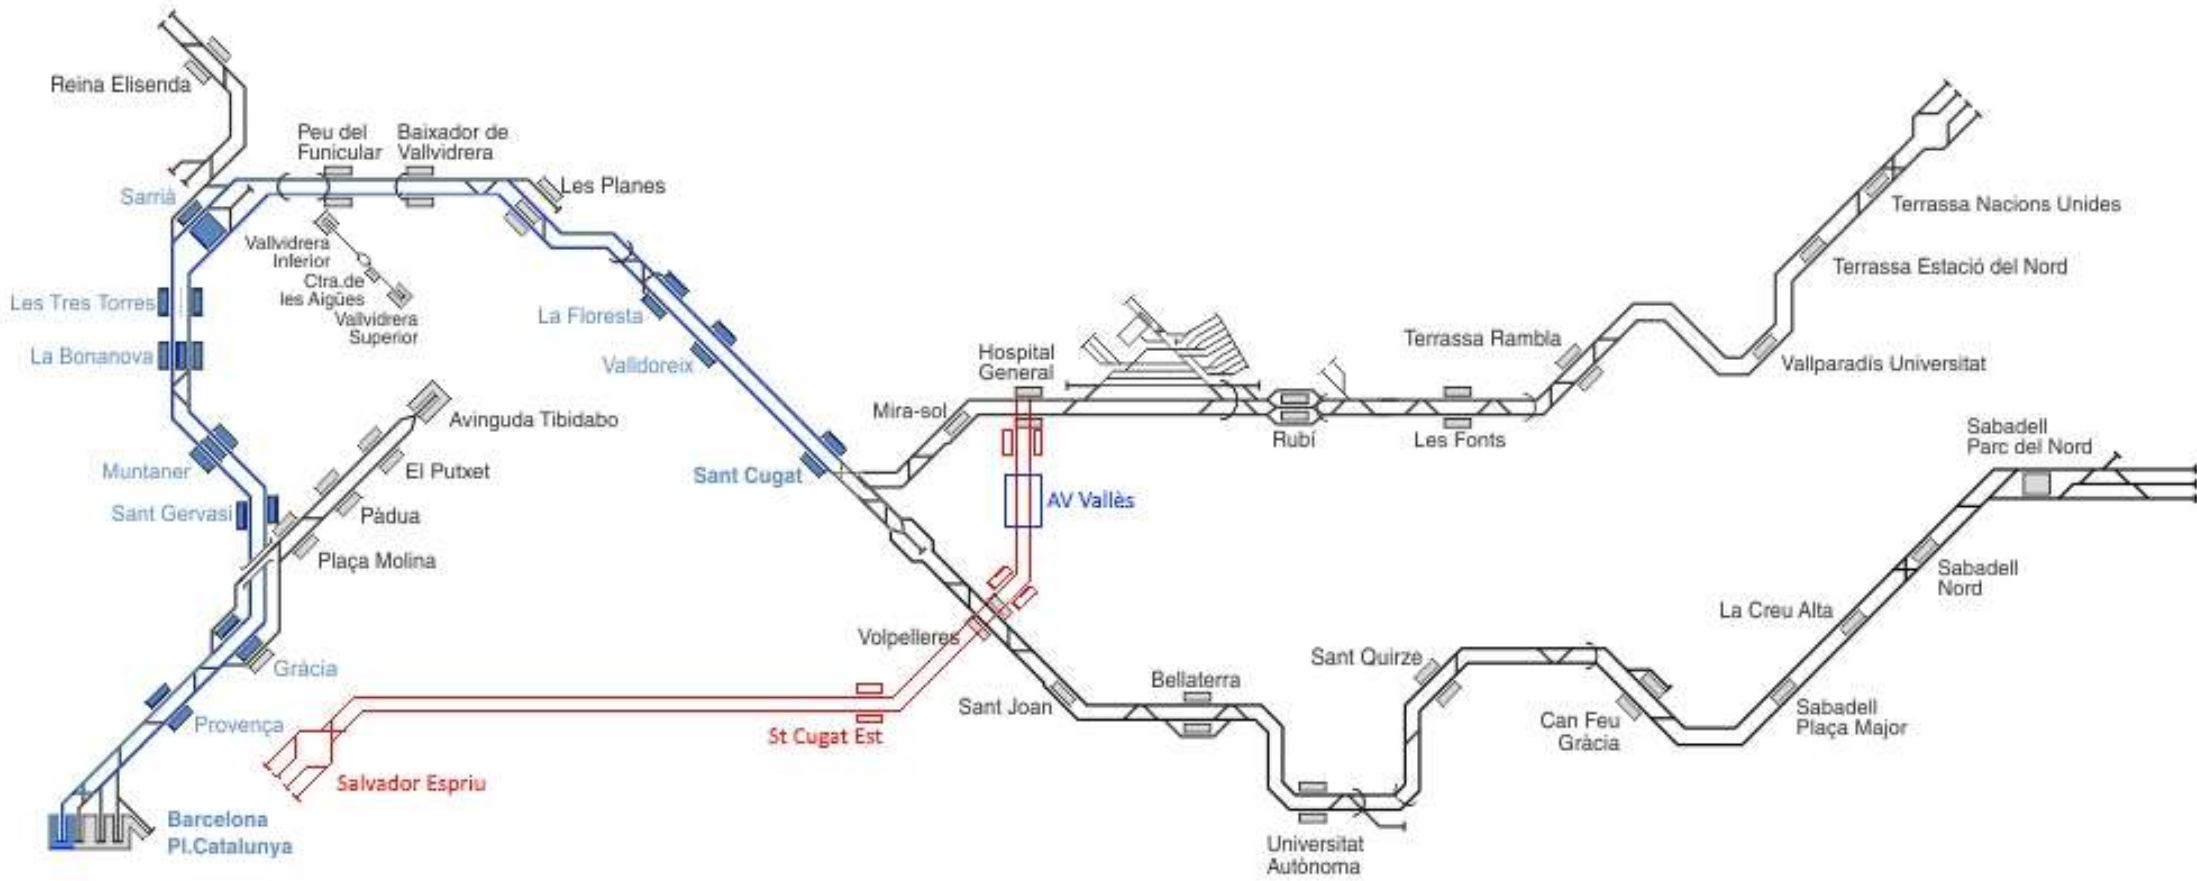 Reina Elisenda
Peu del
Funicular
Baixador de
Vallvidrera
Les Planes
Sarrià
Vallvidrera
Inferior
Ctra.de
les Aigües
Vallvidrera
Superior
Les Tres Torres
La Bonanova
La Floresta
Valldoreix
Muntaner
Sant Gervasi
Avinguda Tibidabo
El Putxet
Pàdua
Plaça Molina
Gràcia
Provença
Barcelona
Pl.Catalunya
Sant Cugat
Mira-sol
Hospital
General
Rubí
Les Fonts
Terrassa Rambla
Vallparadís Universitat
Terrassa Estació del Nord
Terrassa Nacions Unides
AV Vallès
Volpelleres
St Cugat Est
Salvador Espriu
Sant Joan
Bellaterra
Universitat
Autònoma
Sant Quirze
Can Feu
Gràcia
Sabadell
Plaça Major
La Creu Alta
Sabadell
Nord
Sabadell
Parc del Nord